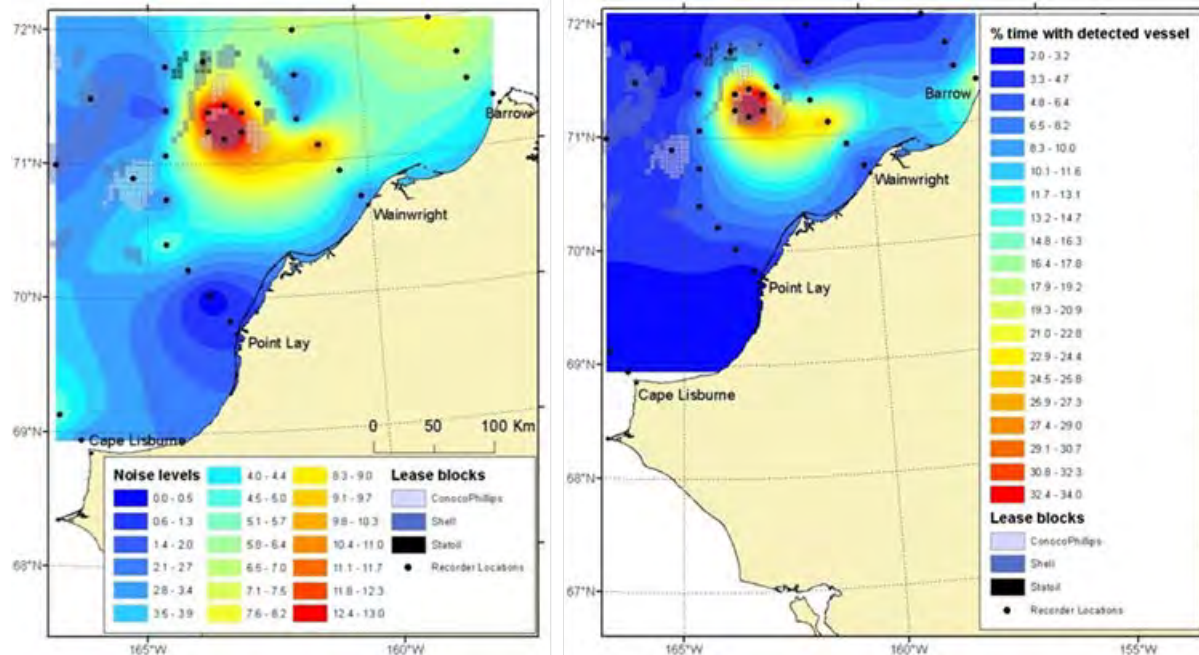 72°N
71°N
70°N
69°N
68°N
165°W
160°W
Barrow
Wainwright
Point Lay
Cape Lisburne
0 50 100 Km
Noise levels
0.0 - 0.5
0.6 - 1.3
1.4 - 2.0
2.1 - 2.7
2.8 - 3.4
3.5 - 3.9
4.0 - 4.4
4.5 - 5.0
5.1 - 5.7
5.8 - 6.4
6.5 - 7.0
7.1 - 7.5
7.6 - 8.2
8.3 - 9.0
9.1 - 9.7
9.8 - 10.3
10.4 - 11.0
11.1 - 11.7
11.8 - 12.3
12.4 - 13.0
Lease blocks
ConocoPhillips
Shell
Statoil
Recorder Locations
72°N
71°N
70°N
69°N
68°N
67°N
165°W
160°W
155°W
Barrow
Wainwright
Point Lay
Cape Lisburne
% time with detected vessel
2.0 - 3.2
3.3 - 4.7
4.8 - 6.4
6.5 - 8.2
8.3 - 10.0
10.1 - 11.6
11.7 - 13.1
13.2 - 14.7
14.8 - 16.3
16.4 - 17.8
17.9 - 19.2
19.3 - 20.9
21.0 - 22.8
22.9 - 24.4
24.5 - 25.8
25.9 - 27.3
27.4 - 29.0
29.1 - 30.7
30.8 - 32.3
32.4 - 34.0
Lease blocks
ConocoPhillips
Shell
Statoil
Recorder Locations